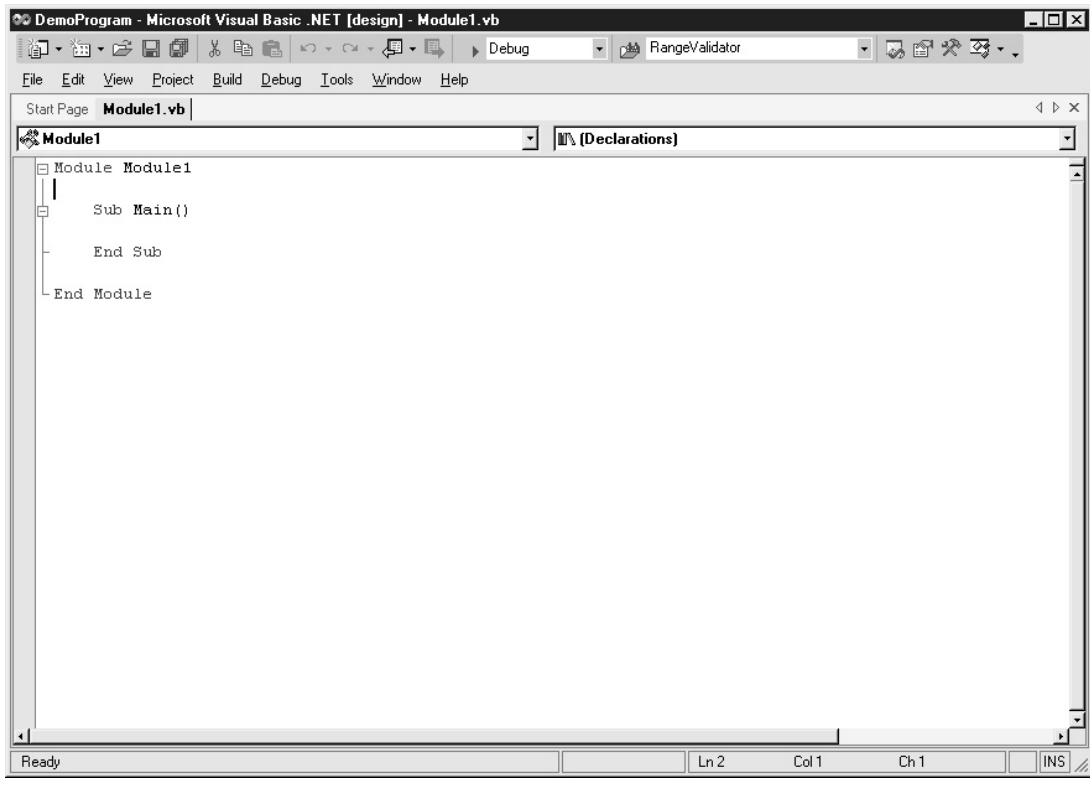 DemoProgram - Microsoft Visual Basic .NET [design] - Module1.vb
Debug RangeValidator
File Edit View Project Build Debug Tools Window Help
Start Page Module1.vb
Module1 (Declarations)
Module Module1
Sub Main()
End Sub
End Module
Ready Ln 2 Col 1 Ch 1 INS